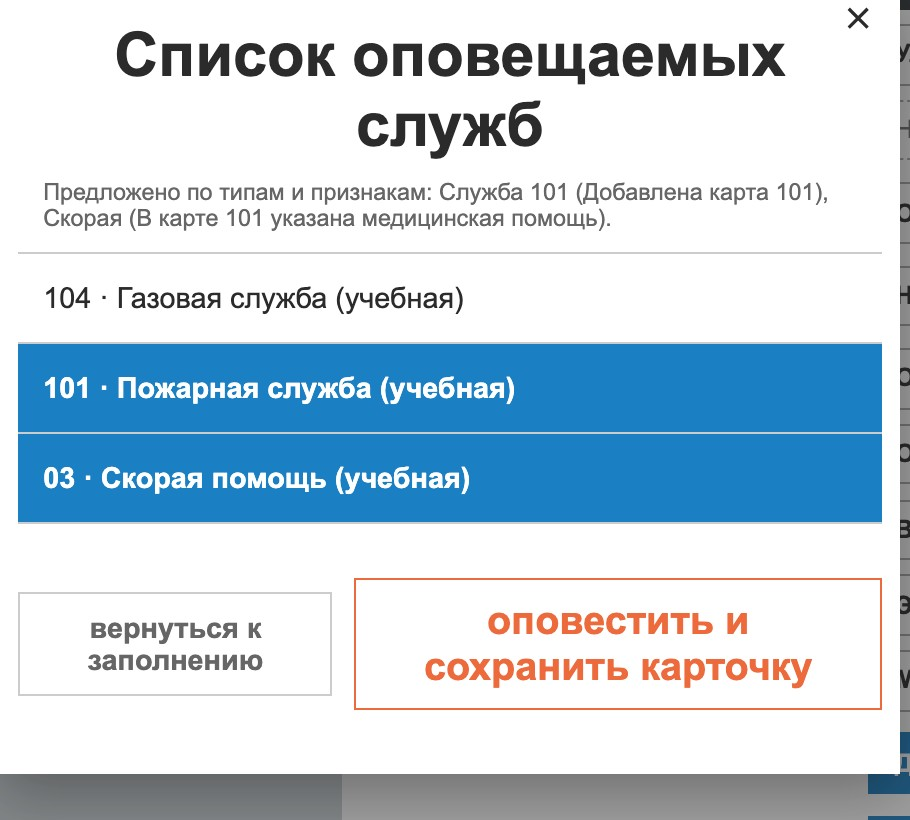 Список оповещаемых
служб
Предложено по типам и признакам: Служба 101 (Добавлена карта 101),
Скорая (В карте 101 указана медицинская помощь).
104 · Газовая служба (учебная)
101 · Пожарная служба (учебная)
03 · Скорая помощь (учебная)
вернуться к
заполнению
оповестить и
сохранить карточку